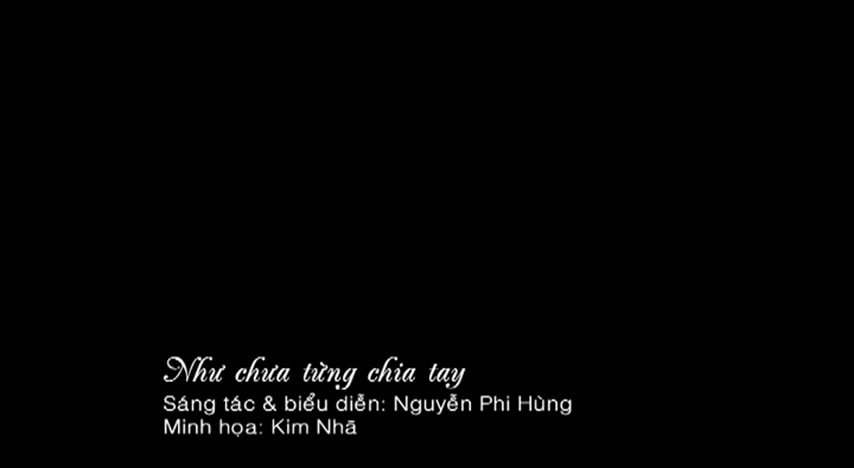 Như chưa từng chia tay
Sáng tác & biểu diễn: Nguyễn Phi Hùng
Minh họa: Kim Nhã